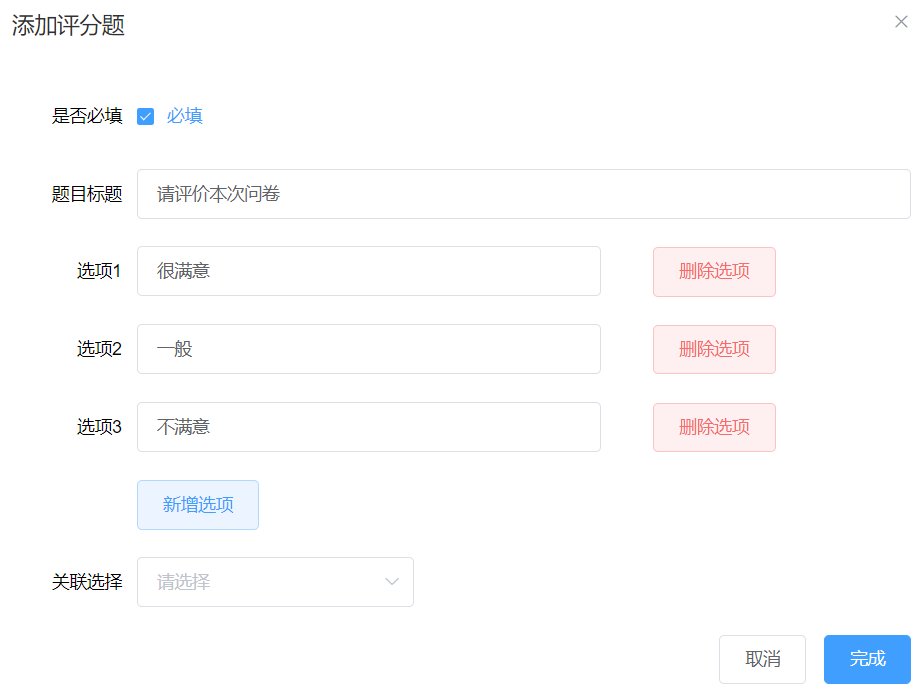 添加评分题
是否必填 必填
题目标题 请评价本次问卷
选项1 很满意 删除选项
选项2 一般 删除选项
选项3 不满意 删除选项
新增选项
关联选择 请选择
取消 完成